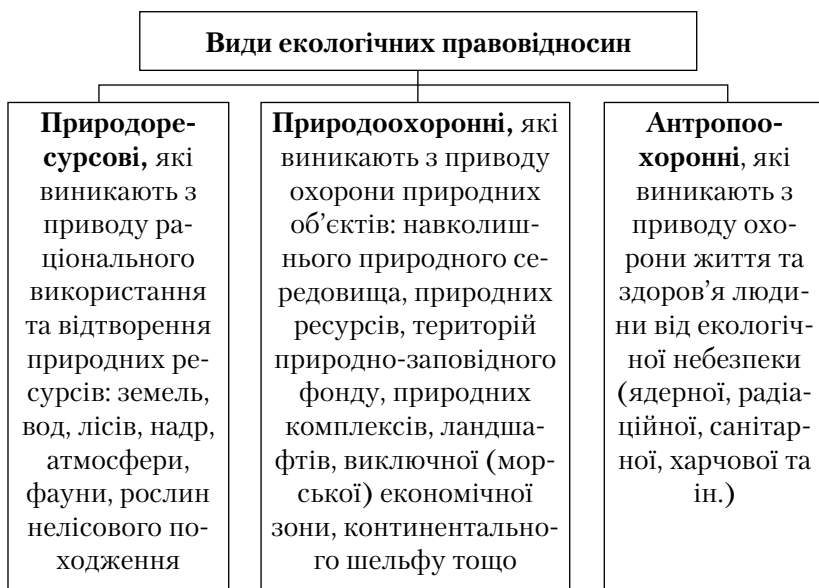 Види екологічних правовідносин
Природоре-
сурсові, які
виникають з
приводу ра-
ціонального
використання
та відтворення
природних ре-
сурсів: земель,
вод, лісів, надр,
атмосфери,
фауни, рослин
нелісового по-
ходження
Природоохоронні, які
виникають з приводу
охорони природних
об’єктів: навколиш-
нього природного се-
редовища, природних
ресурсів, територій
природно-заповідного
фонду, природних
комплексів, ландша-
фтів, виключної (мор-
ської) економічної
зони, континентально-
го шельфу тощо
Антропоо-
хоронні, які
виникають з
приводу охо-
рони життя та
здоров’я люди-
ни від екологіч-
ної небезпеки
(ядерної, радіа-
ційної, санітар-
ної, харчової та
ін.)